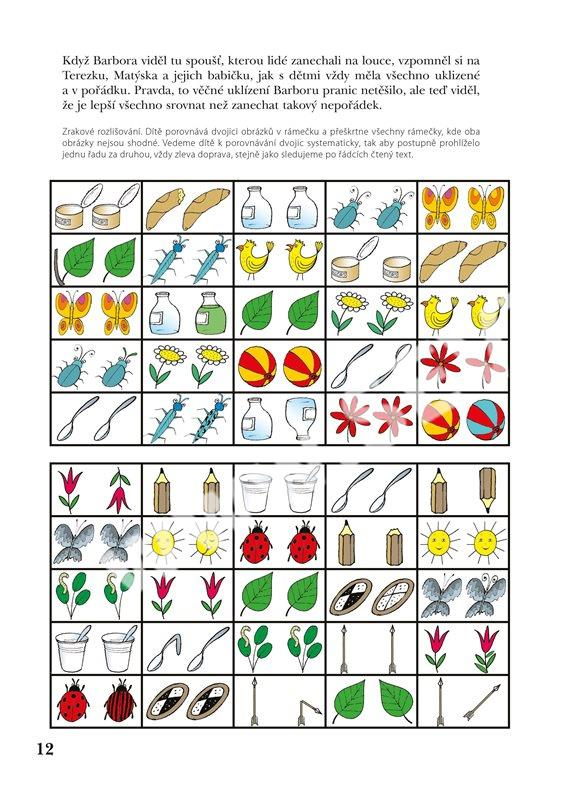 Když Barbora viděl tu spoušť, kterou lidé zanechali na louce, vzpomněl si na
Terezku, Matýska a jejich babičku, jak s dětmi vždy měla všechno uklizené
a v pořádku. Pravda, to věčné uklízení Barboru pranic netěšilo, ale teď viděl,
že je lepší všechno srovnat než zanechat takový nepořádek.
Zrakové rozlišování. Dítě porovnává dvojici obrázků v rámečku a přeškrtne všechny rámečky, kde oba
obrázky nejsou shodné. Vedeme dítě k porovnávání dvojic systematicky, tak aby postupně prohlíželo
jednu řadu za druhou, vždy zleva doprava, stejně jako sledujeme po řádcích čtený text.
12